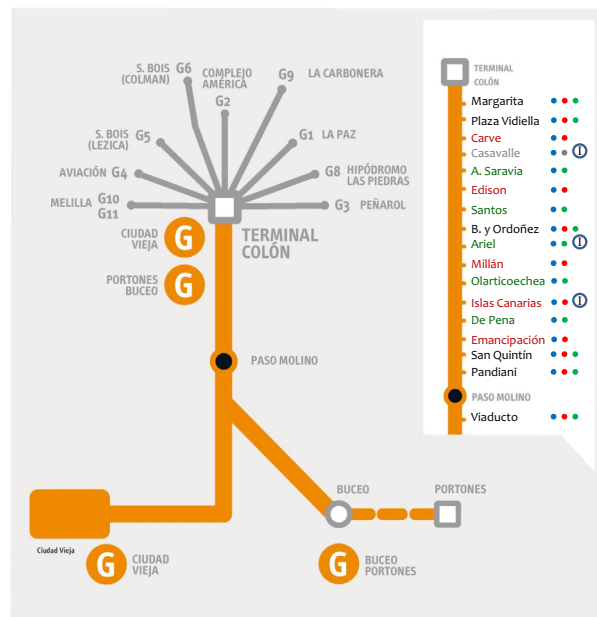 S. BOIS
(COLMAN)
G6
COMPLEJO
AMÉRICA
G2
G9
LA CARBONERA
S. BOIS
(LEZICA)
G5
G1 LA PAZ
AVIACIÓN G4
G8 HIPÓDROMO
LAS PIEDRAS
MELILLA G10
G11
G3 PEÑAROL
CIUDAD
VIEJA
G
TERMINAL
COLÓN
PORTONES
BUCEO
G
PASO MOLINO
BUCEO
PORTONES
Ciudad Vieja
G
CIUDAD
VIEJA
G
BUCEO
PORTONES
TERMINAL
COLÓN
Margarita
Plaza Vidiella
Carve
Casavalle
A. Saravia
Edison
Santos
B. y Ordoñez
Ariel
Millán
Olarticoechea
Islas Canarias
De Pena
Emancipación
San Quintín
Pandiani
PASO MOLINO
Viaducto